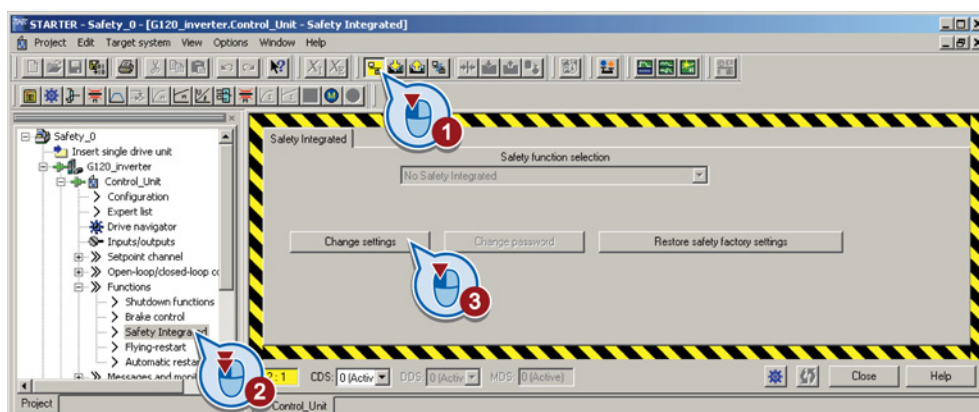 STARTER - Safety_0 - [G120_inverter.Control_Unit - Safety Integrated]
Project Edit Target system View Options Window Help
1
Safety_0
Insert single drive unit
G120_inverter
Control_Unit
Configuration
Expert list
Drive navigator
Inputs/outputs
Setpoint channel
Open-loop/closed-loop
Functions
Shutdown functions
Brake control
Safety Integrated
Flying-restart
Automatic restart
Messages and
Project
2
Safety Integrated
Safety function selection
No Safety Integrated
Change settings
Change password
Restore safety factory settings
3
CDS: 0 (Activ
DDS: 0 (Activ
MDS: 0 (Active)
Close
Help
Control_Unit